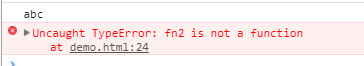 abc
Uncaught TypeError: fn2 is not a function
at demo.html:24